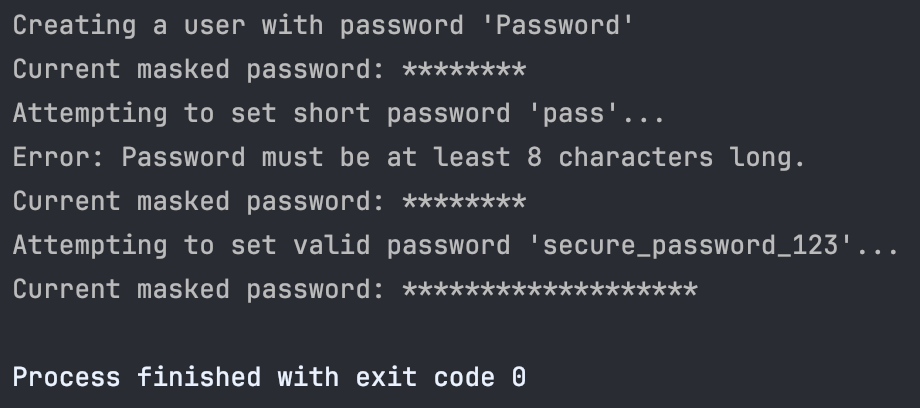 Creating a user with password 'Password'
Current masked password: ********
Attempting to set short password 'pass'...
Error: Password must be at least 8 characters long.
Current masked password: ********
Attempting to set valid password 'secure_password_123'...
Current masked password: *******************
Process finished with exit code 0